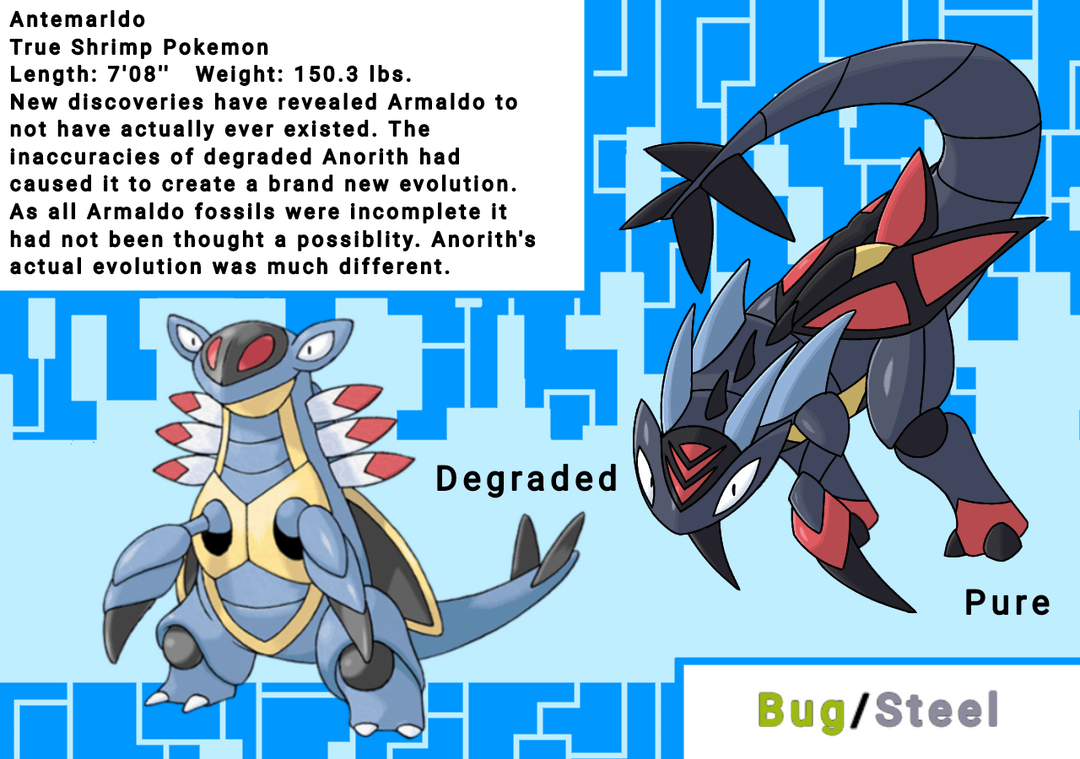 Antemarldo
True Shrimp Pokemon
Length: 7'08" Weight: 150.3 lbs.
New discoveries have revealed Armaldo to
not have actually ever existed. The
inaccuracies of degraded Anorith had
caused it to create a brand new evolution.
As all Armaldo fossils were incomplete it
had not been thought a possiblity. Anorith's
actual evolution was much different.
Degraded
Pure
Bug/Steel